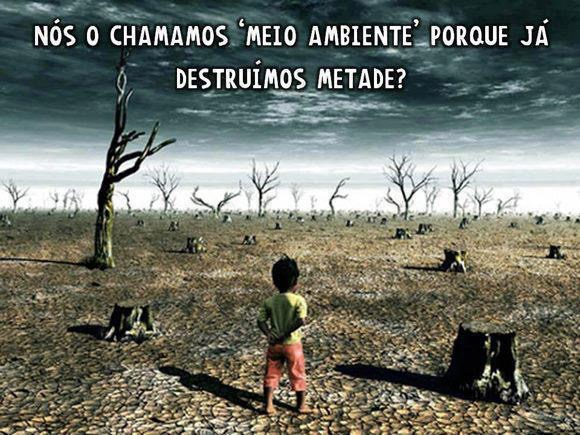 NÓS O CHAMAMOS ‘MEIO AMBIENTE’ PORQUE JÁ
DESTRUÍMOS METADE?